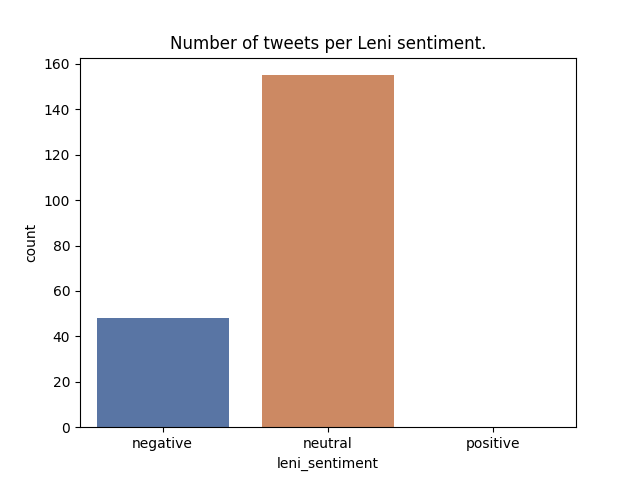 Number of tweets per Leni sentiment.
160
140
120
100
80
60
40
20
0
count
negative neutral positive
leni_sentiment